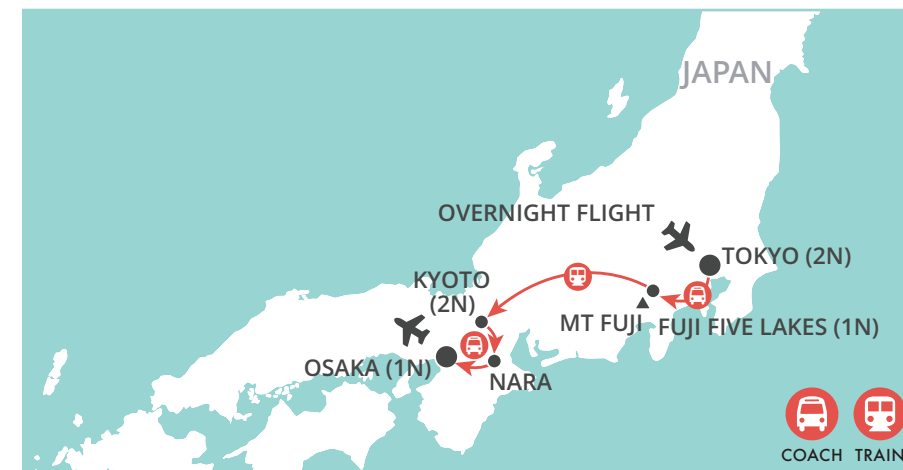 JAPAN
OVERNIGHT FLIGHT
TOKYO (2N)
KYOTO
(2N)
MT FUJI
FUJI FIVE LAKES (1N)
OSAKA (1N)
NARA
COACH
TRAIN